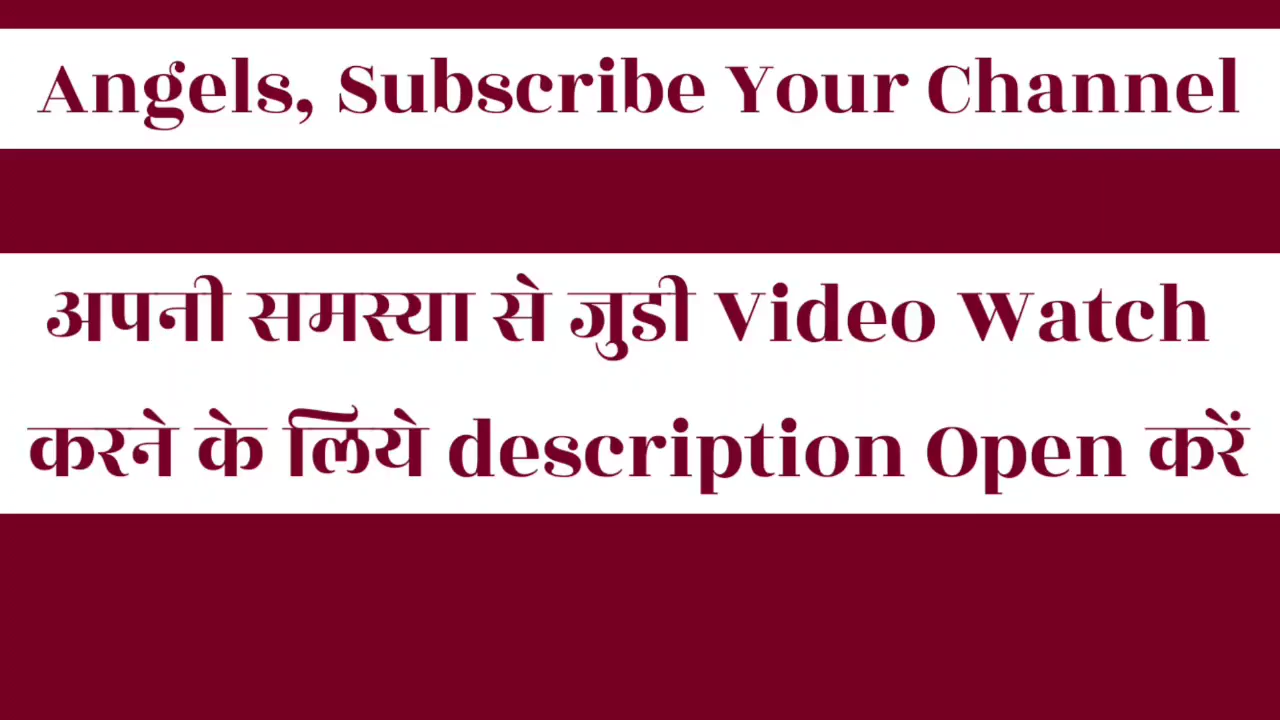 Angels, Subscribe Your Channel
अपनी समस्या से जुडी Video Watch
करने के लिये description Open करें